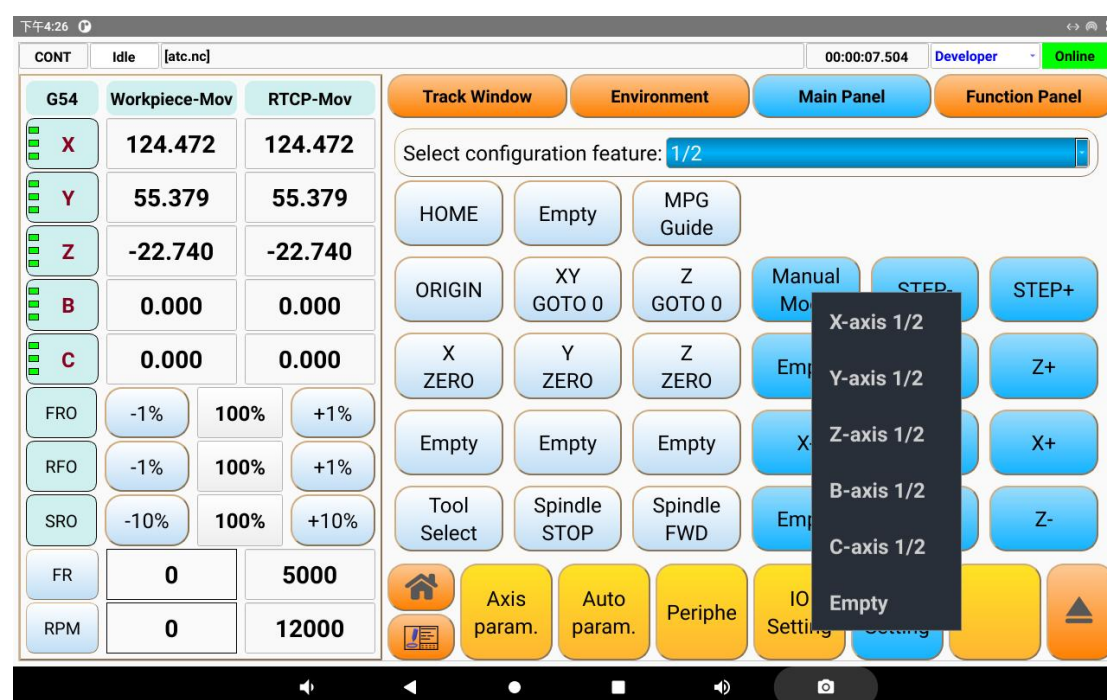 下午4:26
CONT Idle [atc.nc] 00:00:07.504 Developer Online
G54 Workpiece-Mov RTCP-Mov
X 124.472 124.472
Y 55.379 55.379
Z -22.740 -22.740
B 0.000 0.000
C 0.000 0.000
FRO -1% 100% +1%
RFO -1% 100% +1%
SRO -10% 100% +10%
FR 0 5000
RPM 0 12000
Track Window Environment Main Panel Function Panel
Select configuration feature: 1/2
HOME Empty MPG
Guide
ORIGIN XY
GOTO 0 Z
GOTO 0 Manual
STEP+
X
ZERO Y
ZERO Z
ZERO Z+
Empty Empty Empty X+
Tool
Select Spindle
STOP Spindle
FWD Z-
X-axis 1/2
Y-axis 1/2
Z-axis 1/2
B-axis 1/2
C-axis 1/2
Empty
Axis
param. Auto
param. Periphe IO